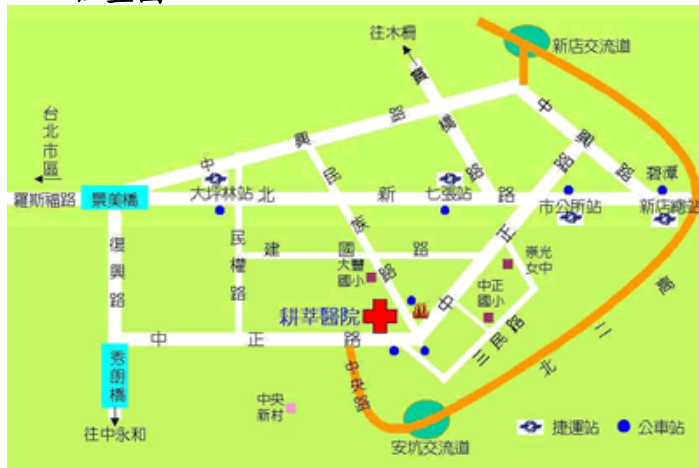 往木柵
新店交流道
寶橋路
中興路
中興路
台北市區
羅斯福路
景美橋
大坪林站
北新路
七張站
市公所站
碧潭
新店總站
民族路
復興路
民權路
建國路
中正路
大豐國小
崇光女中
中正國小
耕莘醫院
三民路
中正路
北二高
秀朗橋
中央路
中央新村
往中永和
安坑交流道
捷運站
公車站